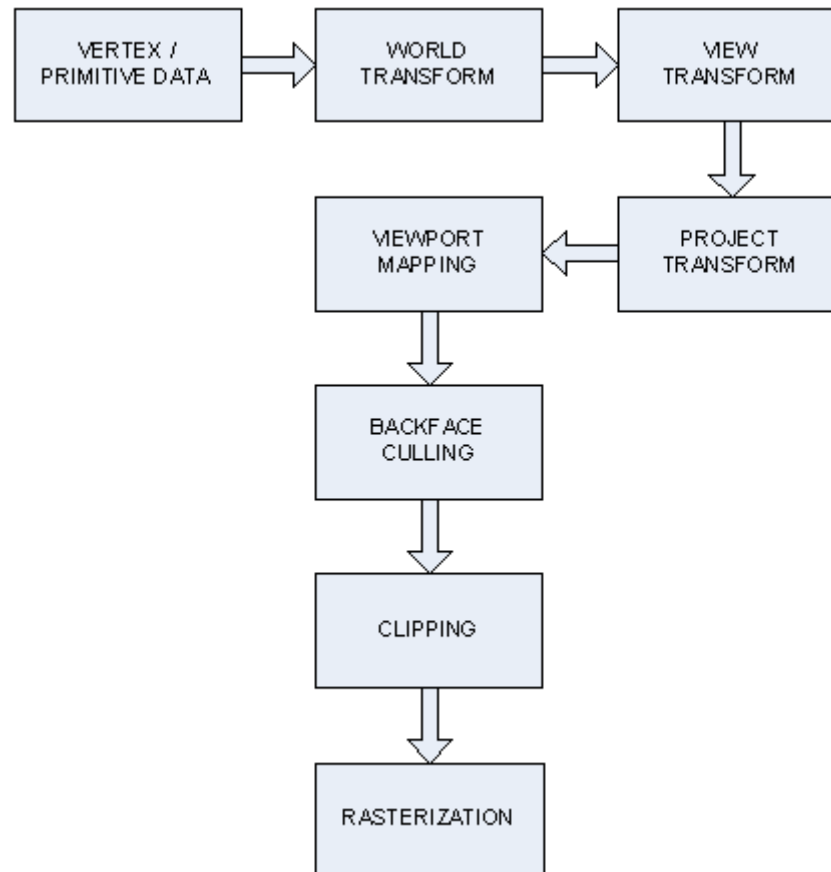 VERTEX /
PRIMITIVE DATA
WORLD
TRANSFORM
VIEW
TRANSFORM
PROJECT
TRANSFORM
VIEWPORT
MAPPING
BACKFACE
CULLING
CLIPPING
RASTERIZATION